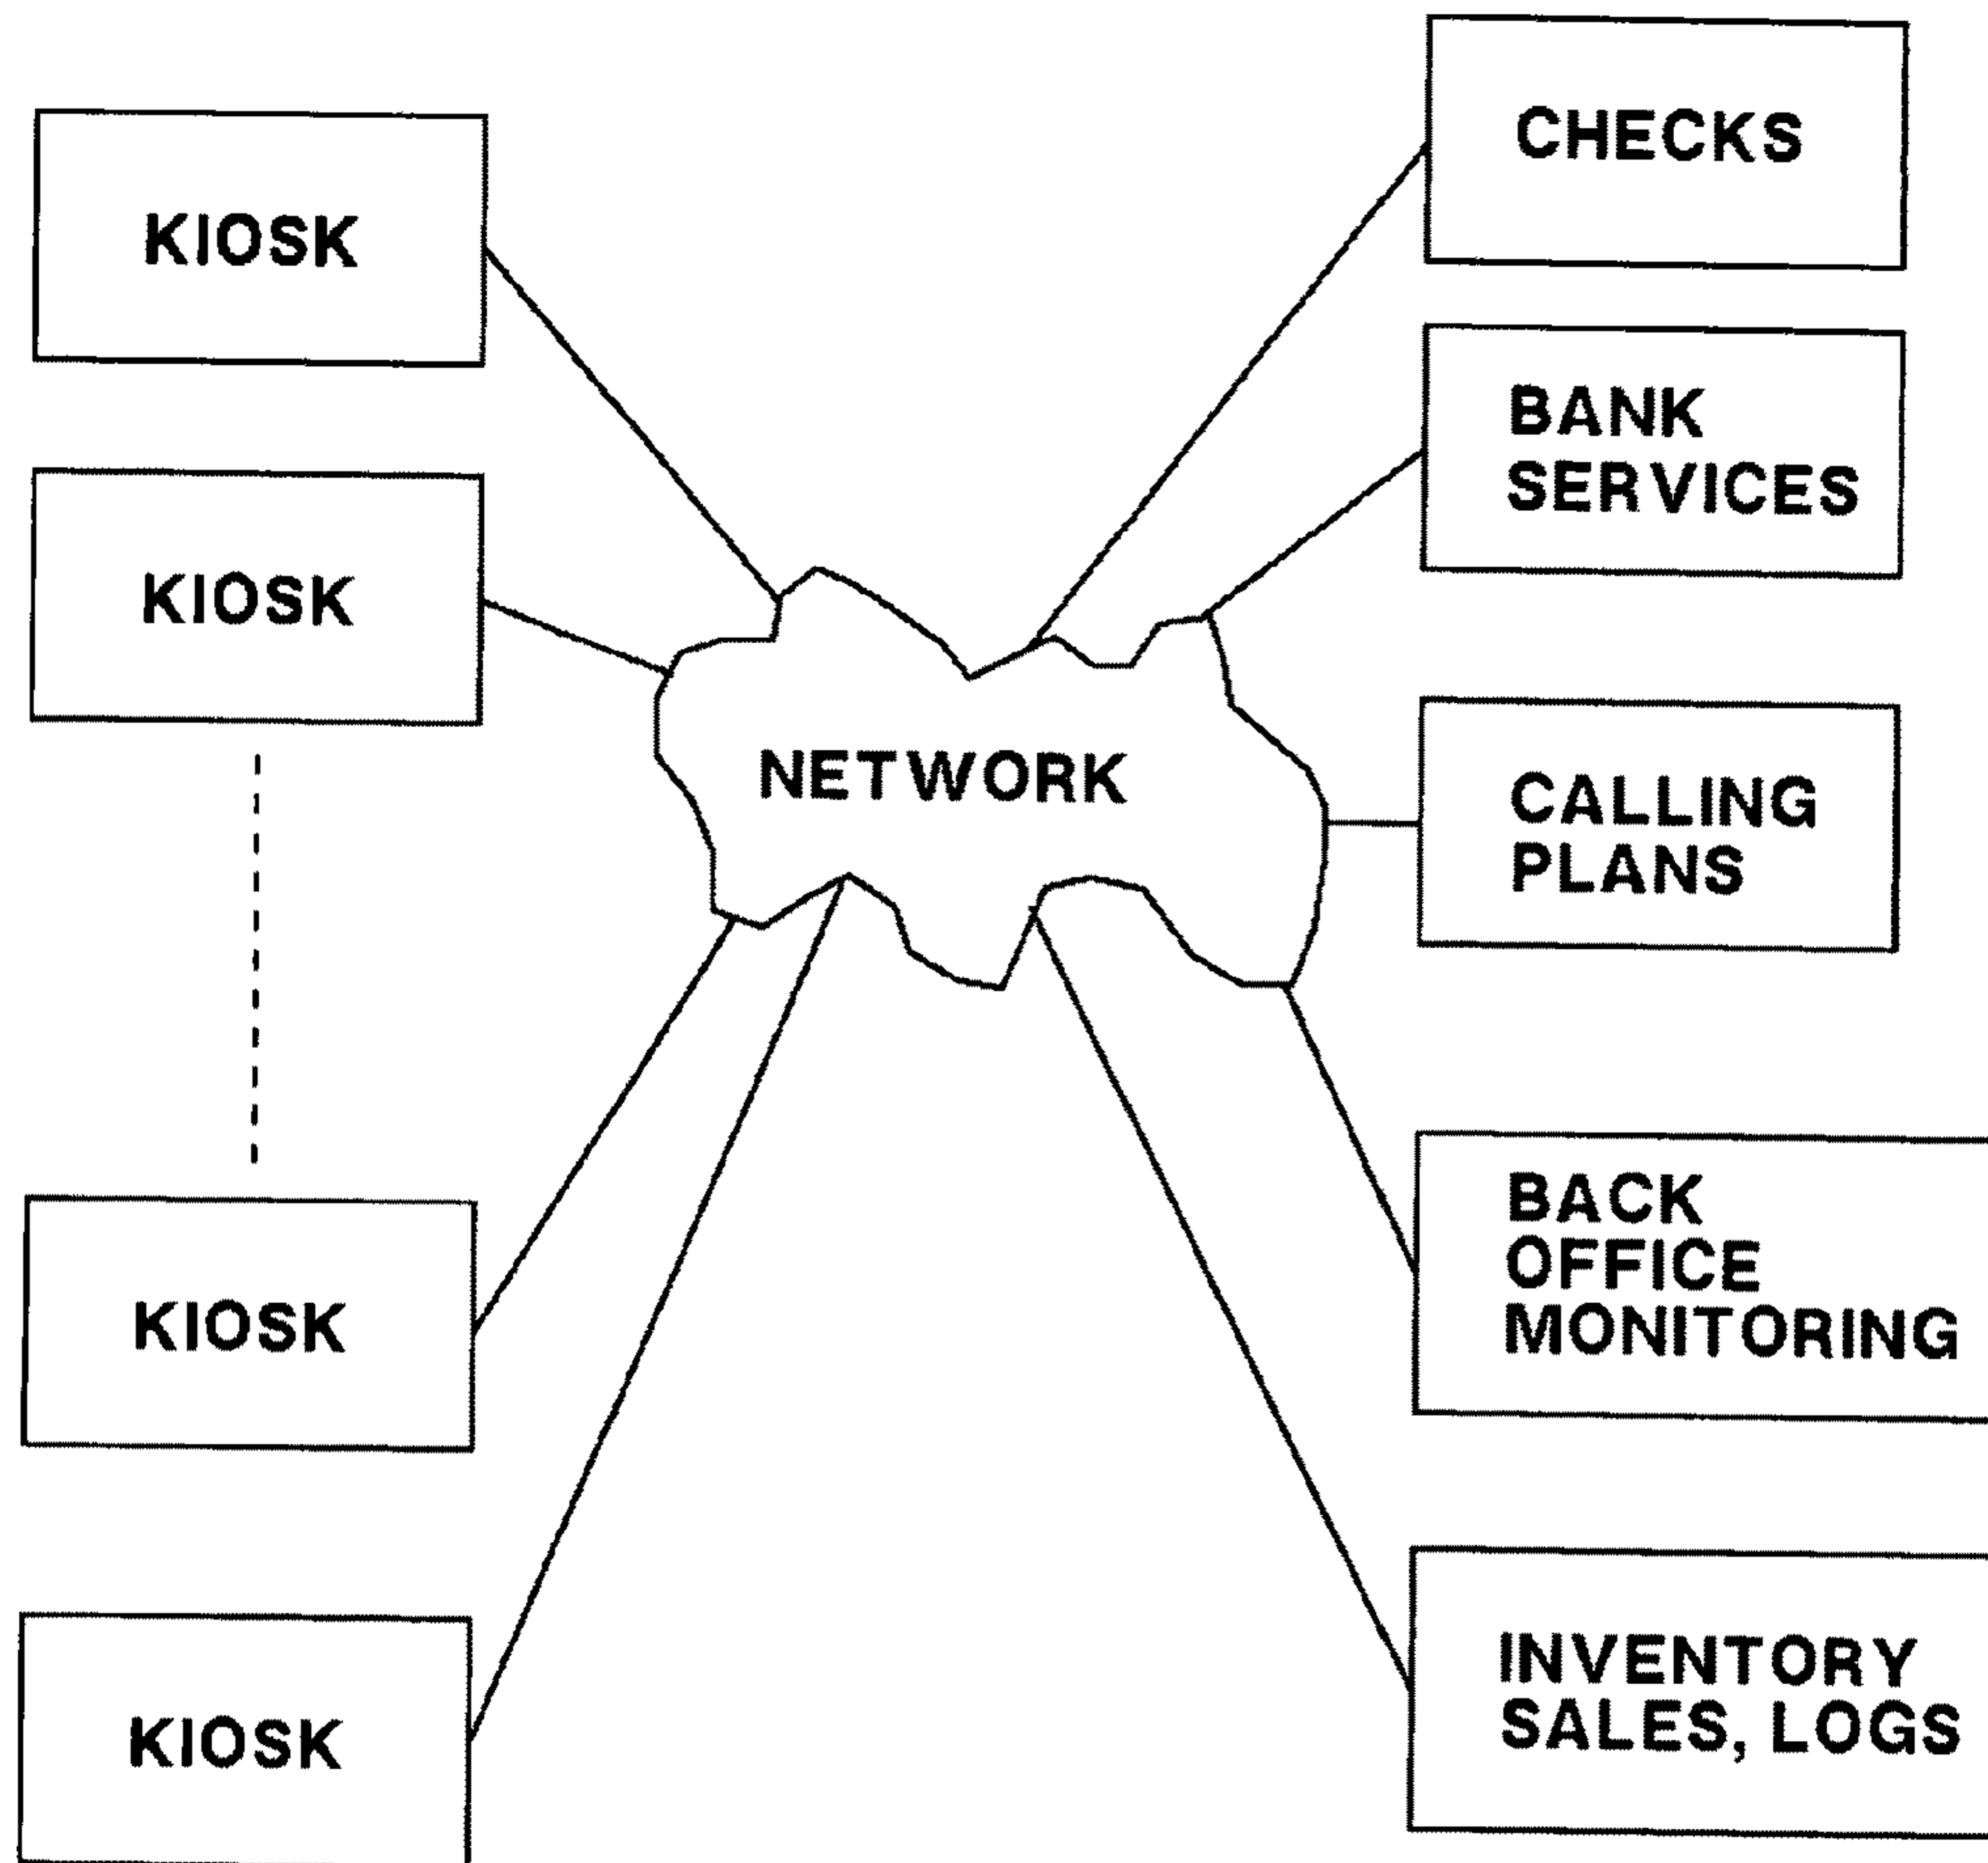 KIOSK
KIOSK
KIOSK
KIOSK
NETWORK
CHECKS
BANK
SERVICES
CALLING
PLANS
BACK
OFFICE
MONITORING
INVENTORY
SALES, LOGS